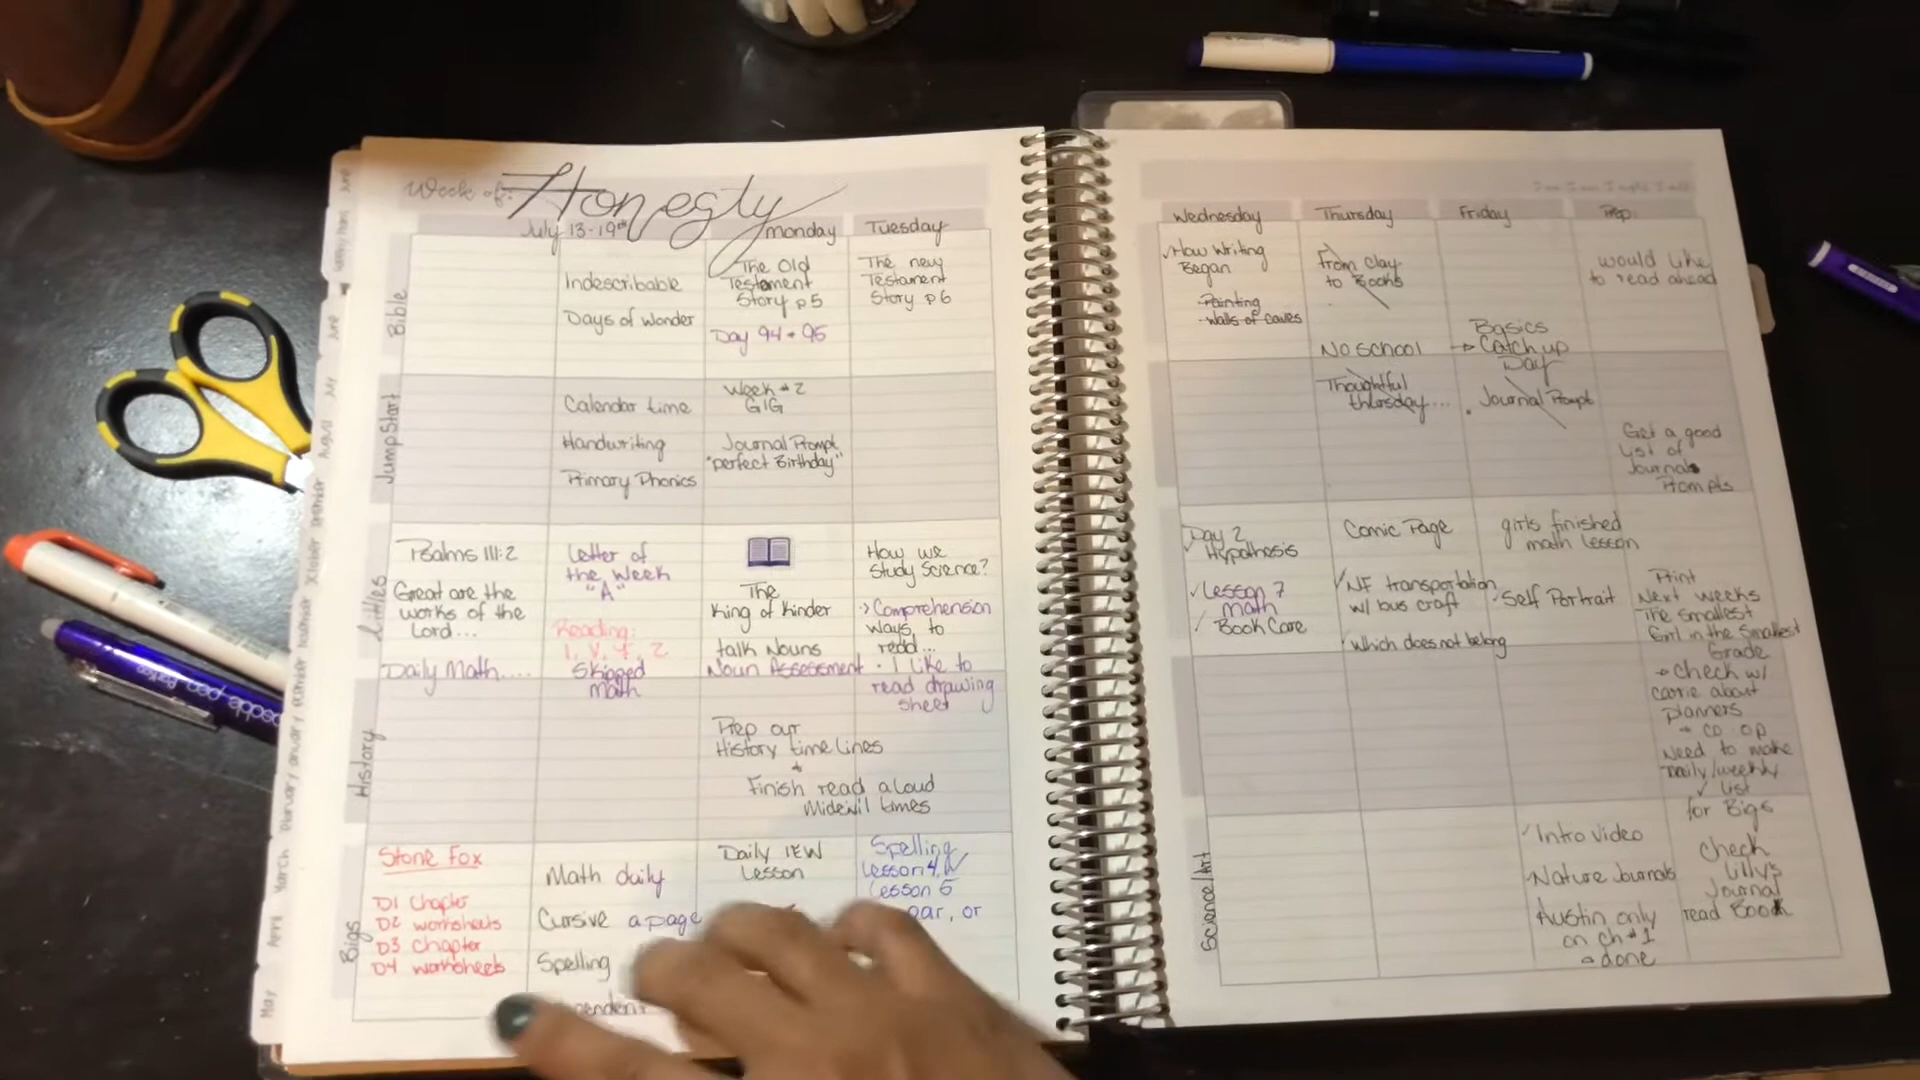 Week of:
Honesty
July 13-19th
monday
Tuesday
Bible
Indescribable
Days of Wonder
The Old
Testament
Story p5
Day 94 + 95
The new
Testament
Story p6
JumpStart
Calendar time
Handwriting
Primary Phonics
Week # 2
GIG
Journal Prompt
"perfect Birthday"
Littles
Psalms 111:2
Great are the
works of the
Lord...
Daily Math....
Letter of
the Week
"A"
Reading:
Skipped
math
The
King of Kinder
talk Nouns
Noun Assessment
How we
Study Science?
Comprehension
ways to
read...
I like to
read drawing
sheet
History
Prep our
History time lines
+
Finish read aloud
Midevil times
Bigs
Stone Fox
D1 Chapter
D2 worksheets
D3 chapter
D4 worksheets
Math daily
Cursive a page
Spelling
Daily IEW
Lesson
Spelling
Lesson 4
Lesson 5
or
Wednesday
Thursday
Friday
Prep
How Writing
Began
-Painting
-Walls of caves
From Clay
to Books
No School
Basics
Catch up
Day
would like
to read ahead
Thoughtful
thursday...
Journal Prompt
Get a good
List of
Journal
Prompts
Day 2
Hypothesis
Lesson 7
math
Book Care
Comic Page
NF transportation
w/ bus craft
Which does not belong
girls finished
math lesson
Self Portrait
Print
Next weeks
The Smallest
Girl in the Smallest
Grade
Check w/
carrie about
planners
co op
Need to make
daily/weekly
list
for Bigs
Science/Art
Intro video
Nature Journals
Austin only
on ch #1
done
Check
Lilly's
Journal
read Book
June
July
August
March
April
May